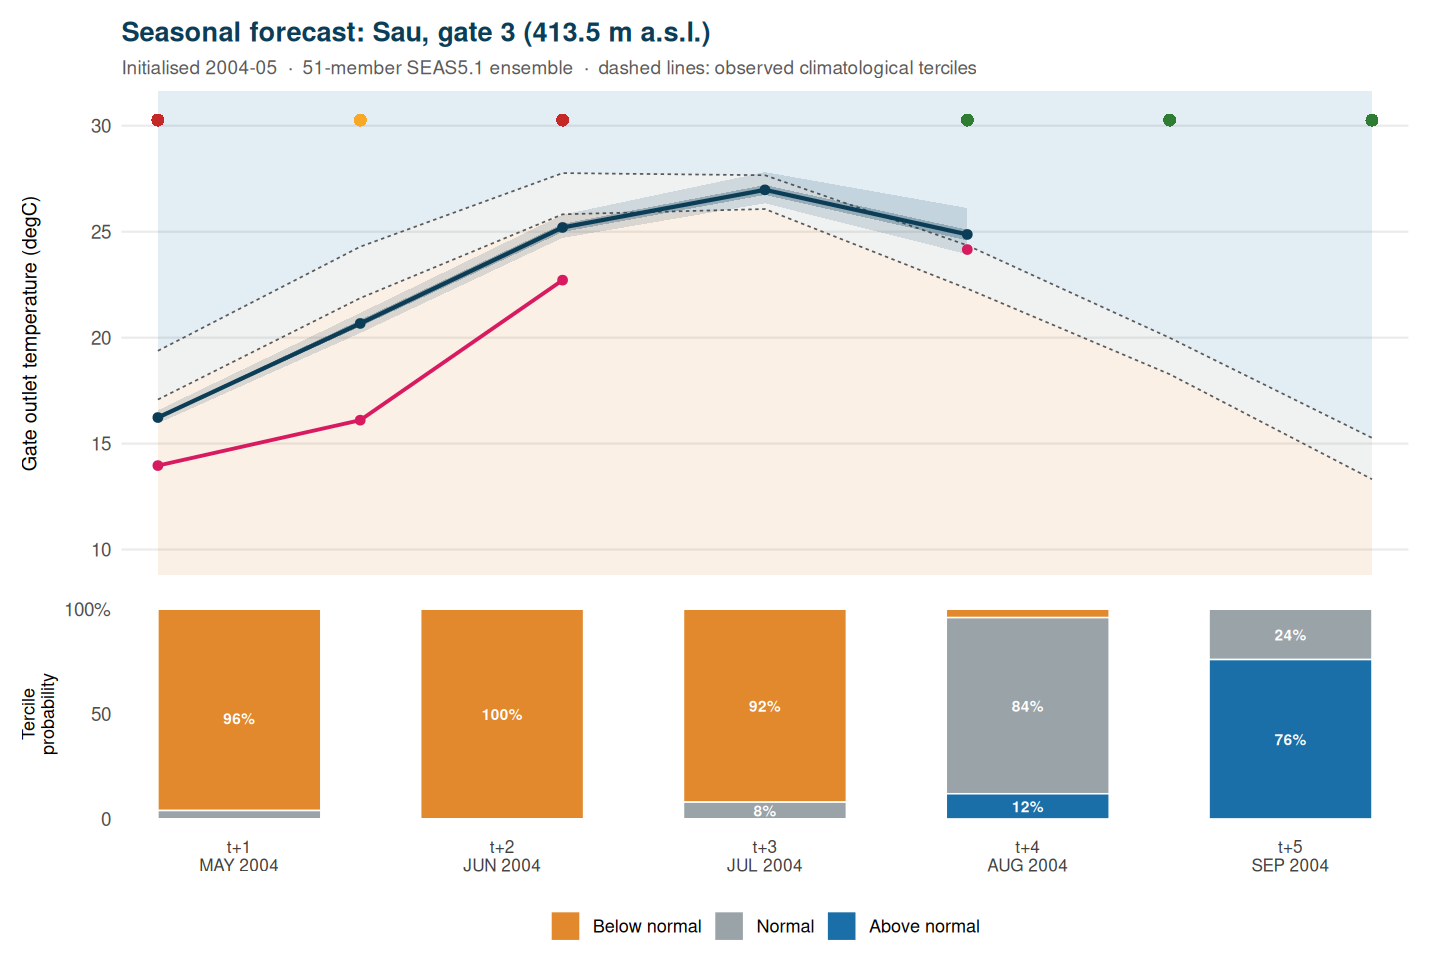 Seasonal forecast: Sau, gate 3 (413.5 m a.s.l.)
Initialised 2004-05 · 51-member SEAS5.1 ensemble · dashed lines: observed climatological terciles
Gate outlet temperature (degC)
30
25
20
15
10
Tercile
probability
100%
50
0
96%
100%
92%
8%
84%
12%
24%
76%
t+1
MAY 2004
t+2
JUN 2004
t+3
JUL 2004
t+4
AUG 2004
t+5
SEP 2004
Below normal
Normal
Above normal